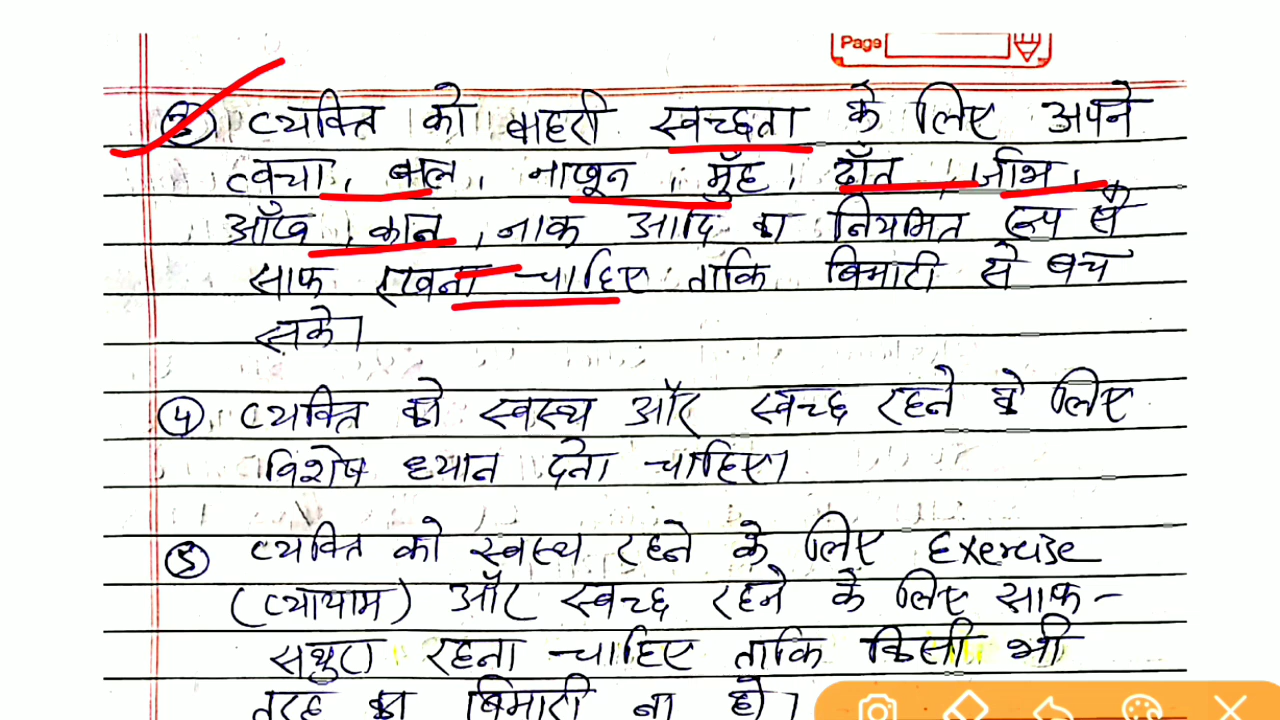 Page
③ व्यक्ति को बाहरी स्वच्छता के लिए अपने
त्वचा, बाल, नाखून, मुँह, दाँत, जीभ,
आँख, कान, नाक आदि का नियमित रूप से
साफ रखना चाहिए ताकि बिमारी से बच
सके।
④ व्यक्ति को स्वस्थ और स्वच्छ रहने के लिए
विशेष ध्यान देना चाहिए।
⑤ व्यक्ति को स्वस्थ रहने के लिए Exercise
(व्यायाम) और स्वच्छ रहने के लिए साफ-
सथुरा रहना चाहिए ताकि किसी भी
तरह का बिमारी ना हो।